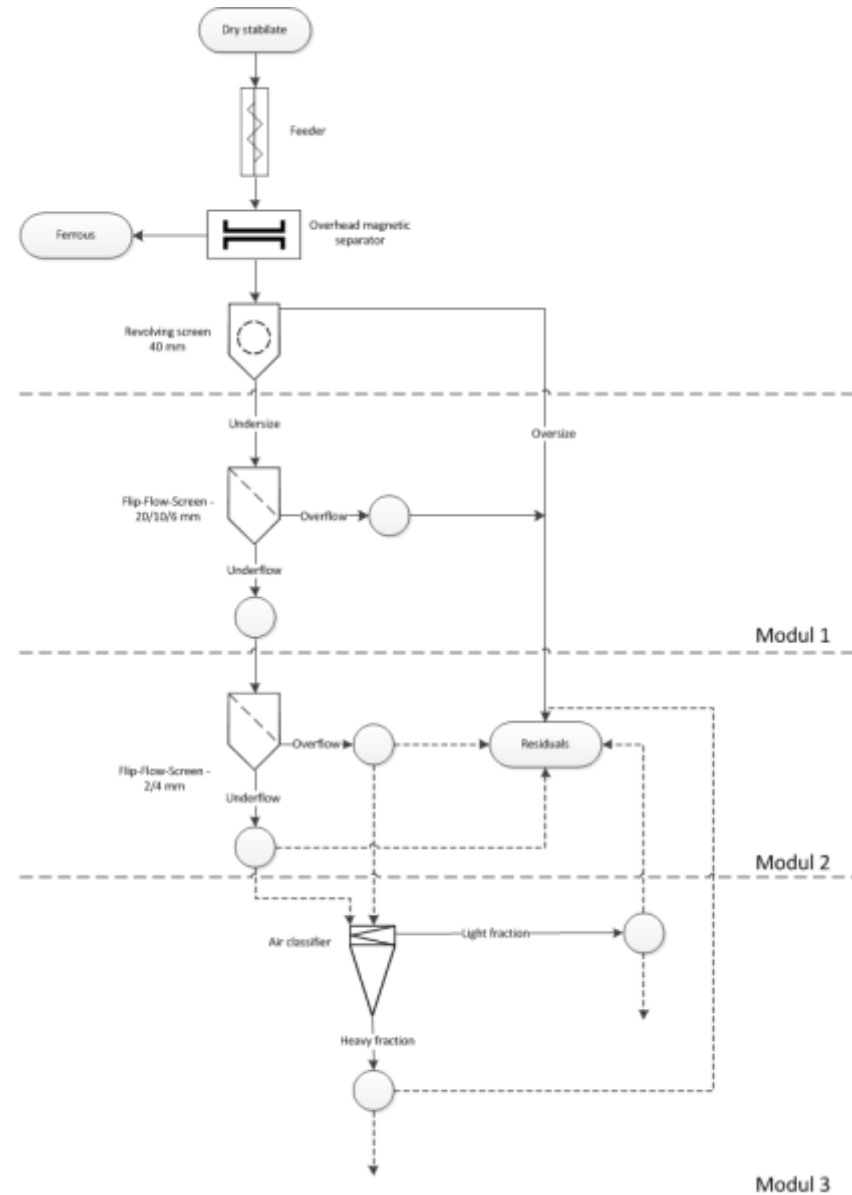 Dry stabilate
Feeder
Overhead magnetic
separator
Ferrous
Revolving screen
40 mm
Undersize
Oversize
Flip-Flow-Screen -
20/10/6 mm
Overflow
Underflow
Modul 1
Overflow
Residuals
Flip-Flow-Screen -
2/4 mm
Underflow
Modul 2
Air classifier
Light fraction
Heavy fraction
Modul 3